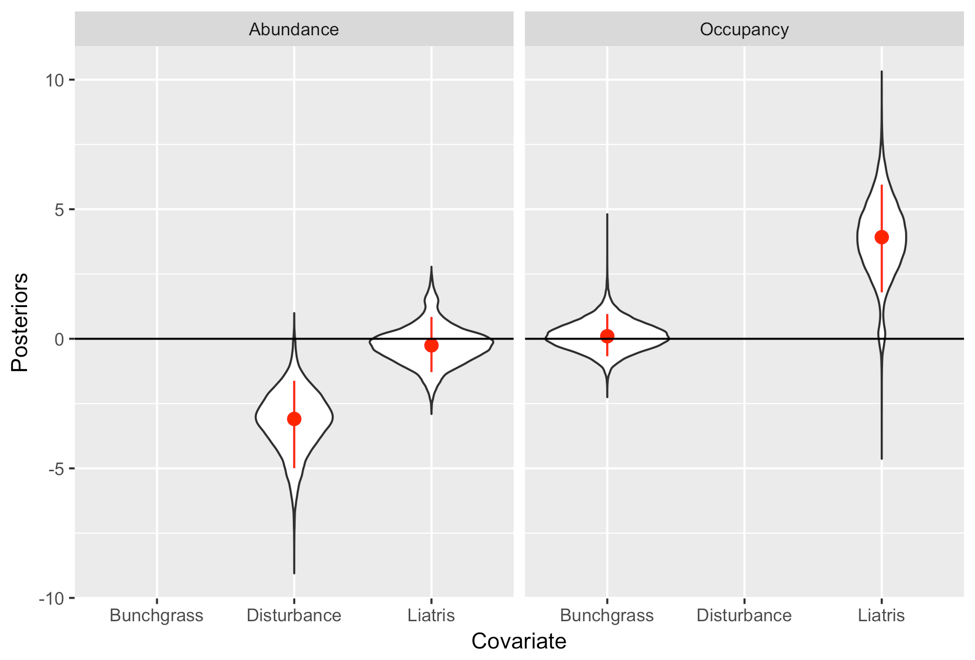 Abundance
Occupancy
Posteriors
10
5
0
-5
-10
Bunchgrass
Disturbance
Liatris
Bunchgrass
Disturbance
Liatris
Covariate